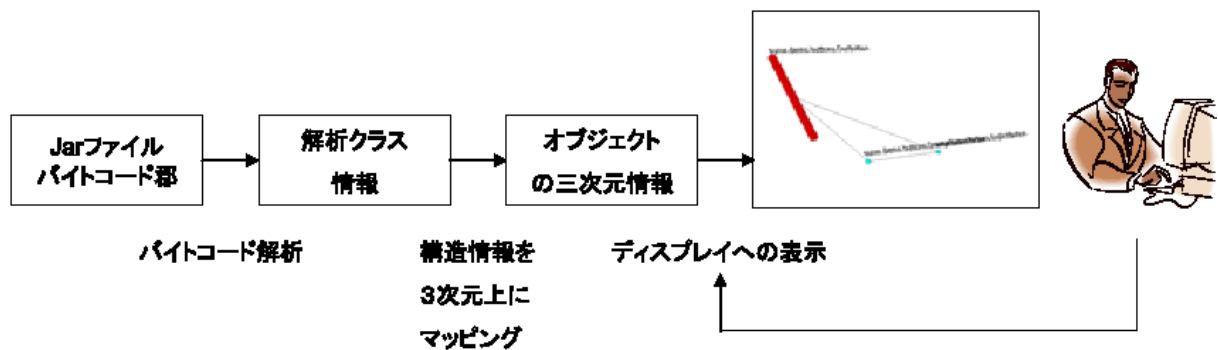 Jarファイル
バイトコード郡
解析クラス
情報
オブジェクト
の三次元情報
バイトコード解析
構造情報を
3次元上に
マッピング
ディスプレイへの表示